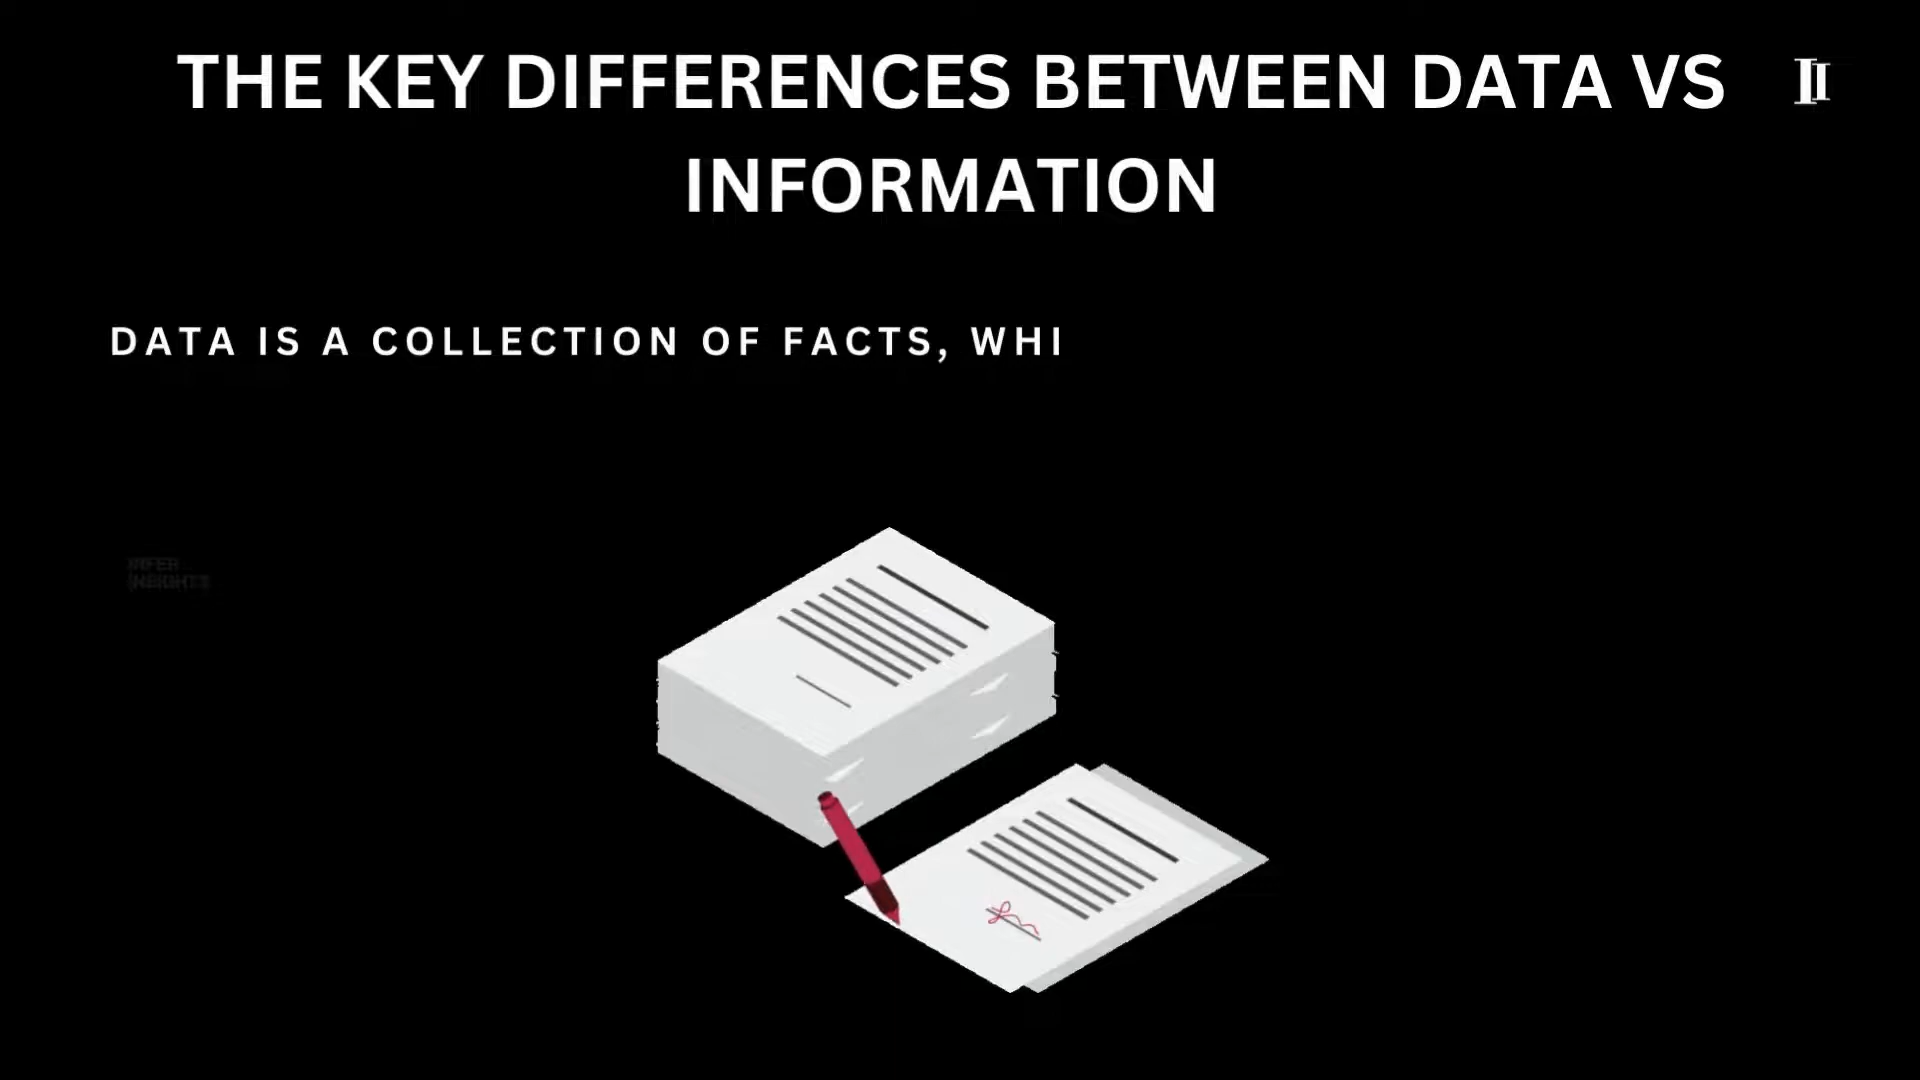 THE KEY DIFFERENCES BETWEEN DATA VS
INFORMATION
DATA IS A COLLECTION OF FACTS, WHI